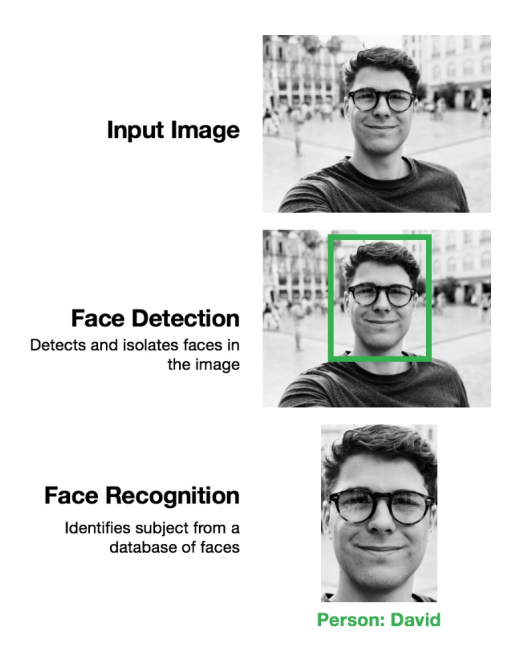 Input Image
Face Detection
Detects and isolates faces in
the image
Face Recognition
Identifies subject from a
database of faces
Person: David